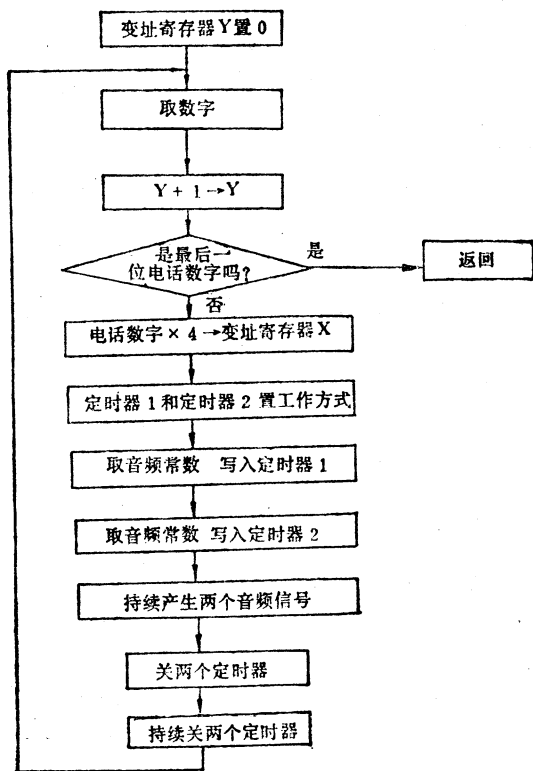 变址寄存器Y置0
取数字
Y + 1→Y
是最后一
位电话数字吗?
是
返回
否
电话数字×4→变址寄存器X
定时器1和定时器2置工作方式
取音频常数 写入定时器1
取音频常数 写入定时器2
持续产生两个音频信号
关两个定时器
持续关两个定时器